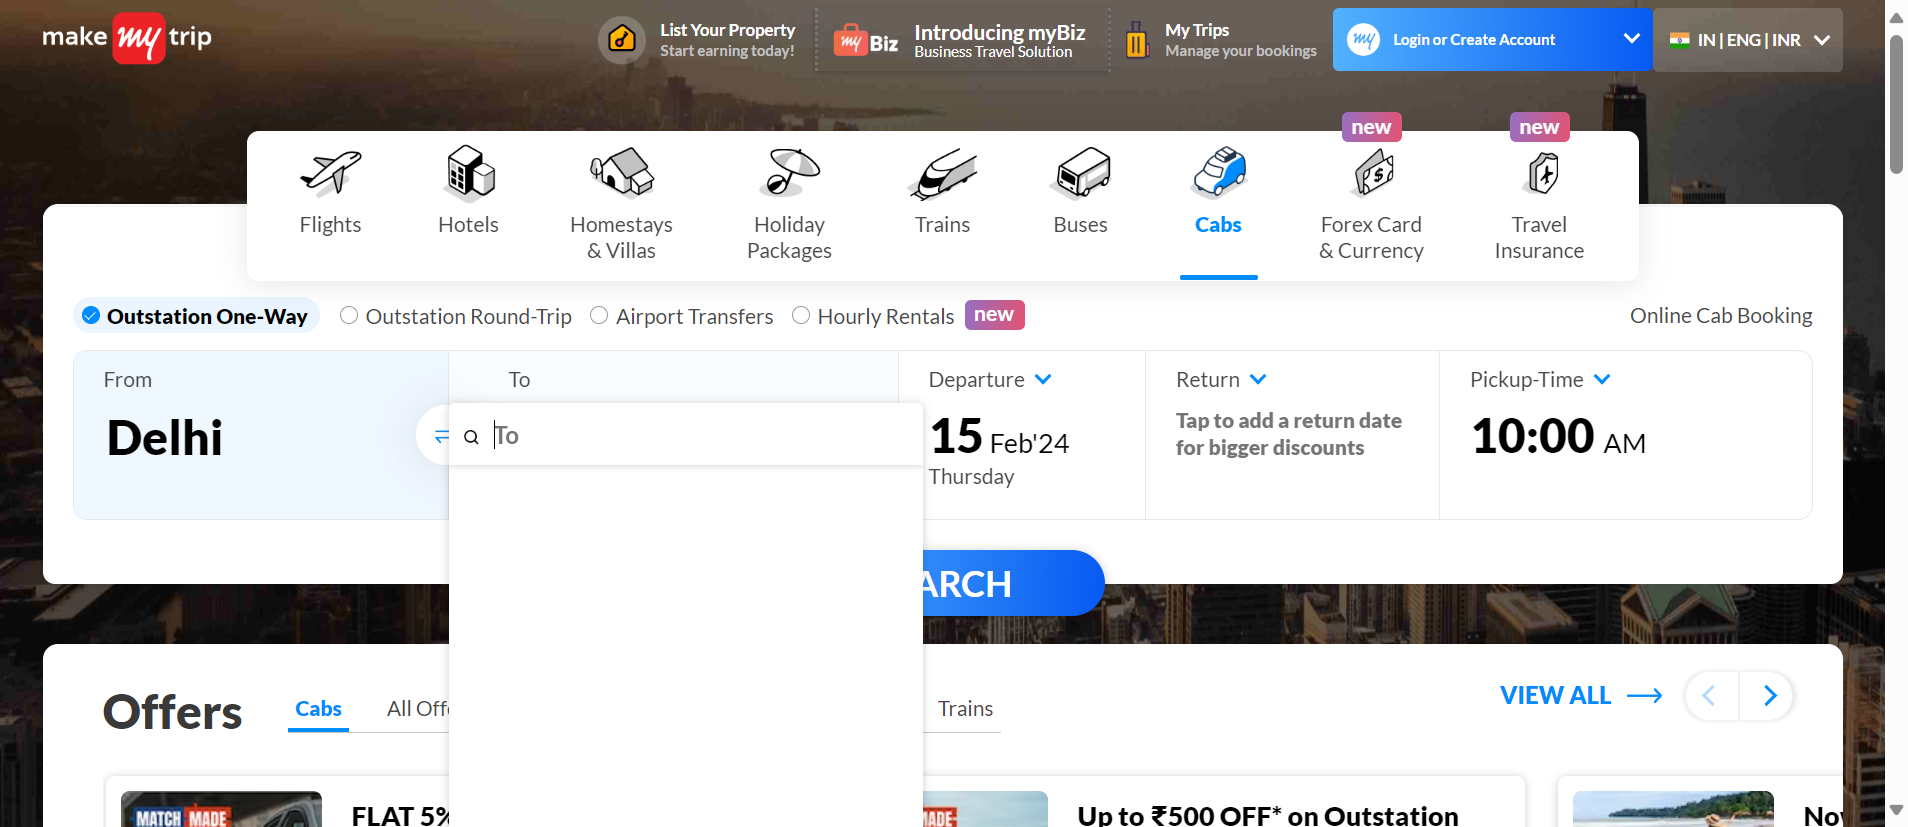 make my trip
List Your Property
Start earning today!
my Biz
Introducing myBiz
Business Travel Solution
My Trips
Manage your bookings
my
Login or Create Account
IN | ENG | INR
new
new
Flights
Hotels
Homestays
& Villas
Holiday
Packages
Trains
Buses
Cabs
Forex Card
& Currency
Travel
Insurance
Outstation One-Way
Outstation Round-Trip
Airport Transfers
Hourly Rentals
new
Online Cab Booking
From
Delhi
To
To
Departure
15 Feb'24
Thursday
Return
Tap to add a return date
for bigger discounts
Pickup-Time
10:00 AM
ARCH
Offers
Cabs
All Off
Trains
VIEW ALL
MATCH MADE
FLAT 5%
MADE
Up to ₹500 OFF* on Outstation